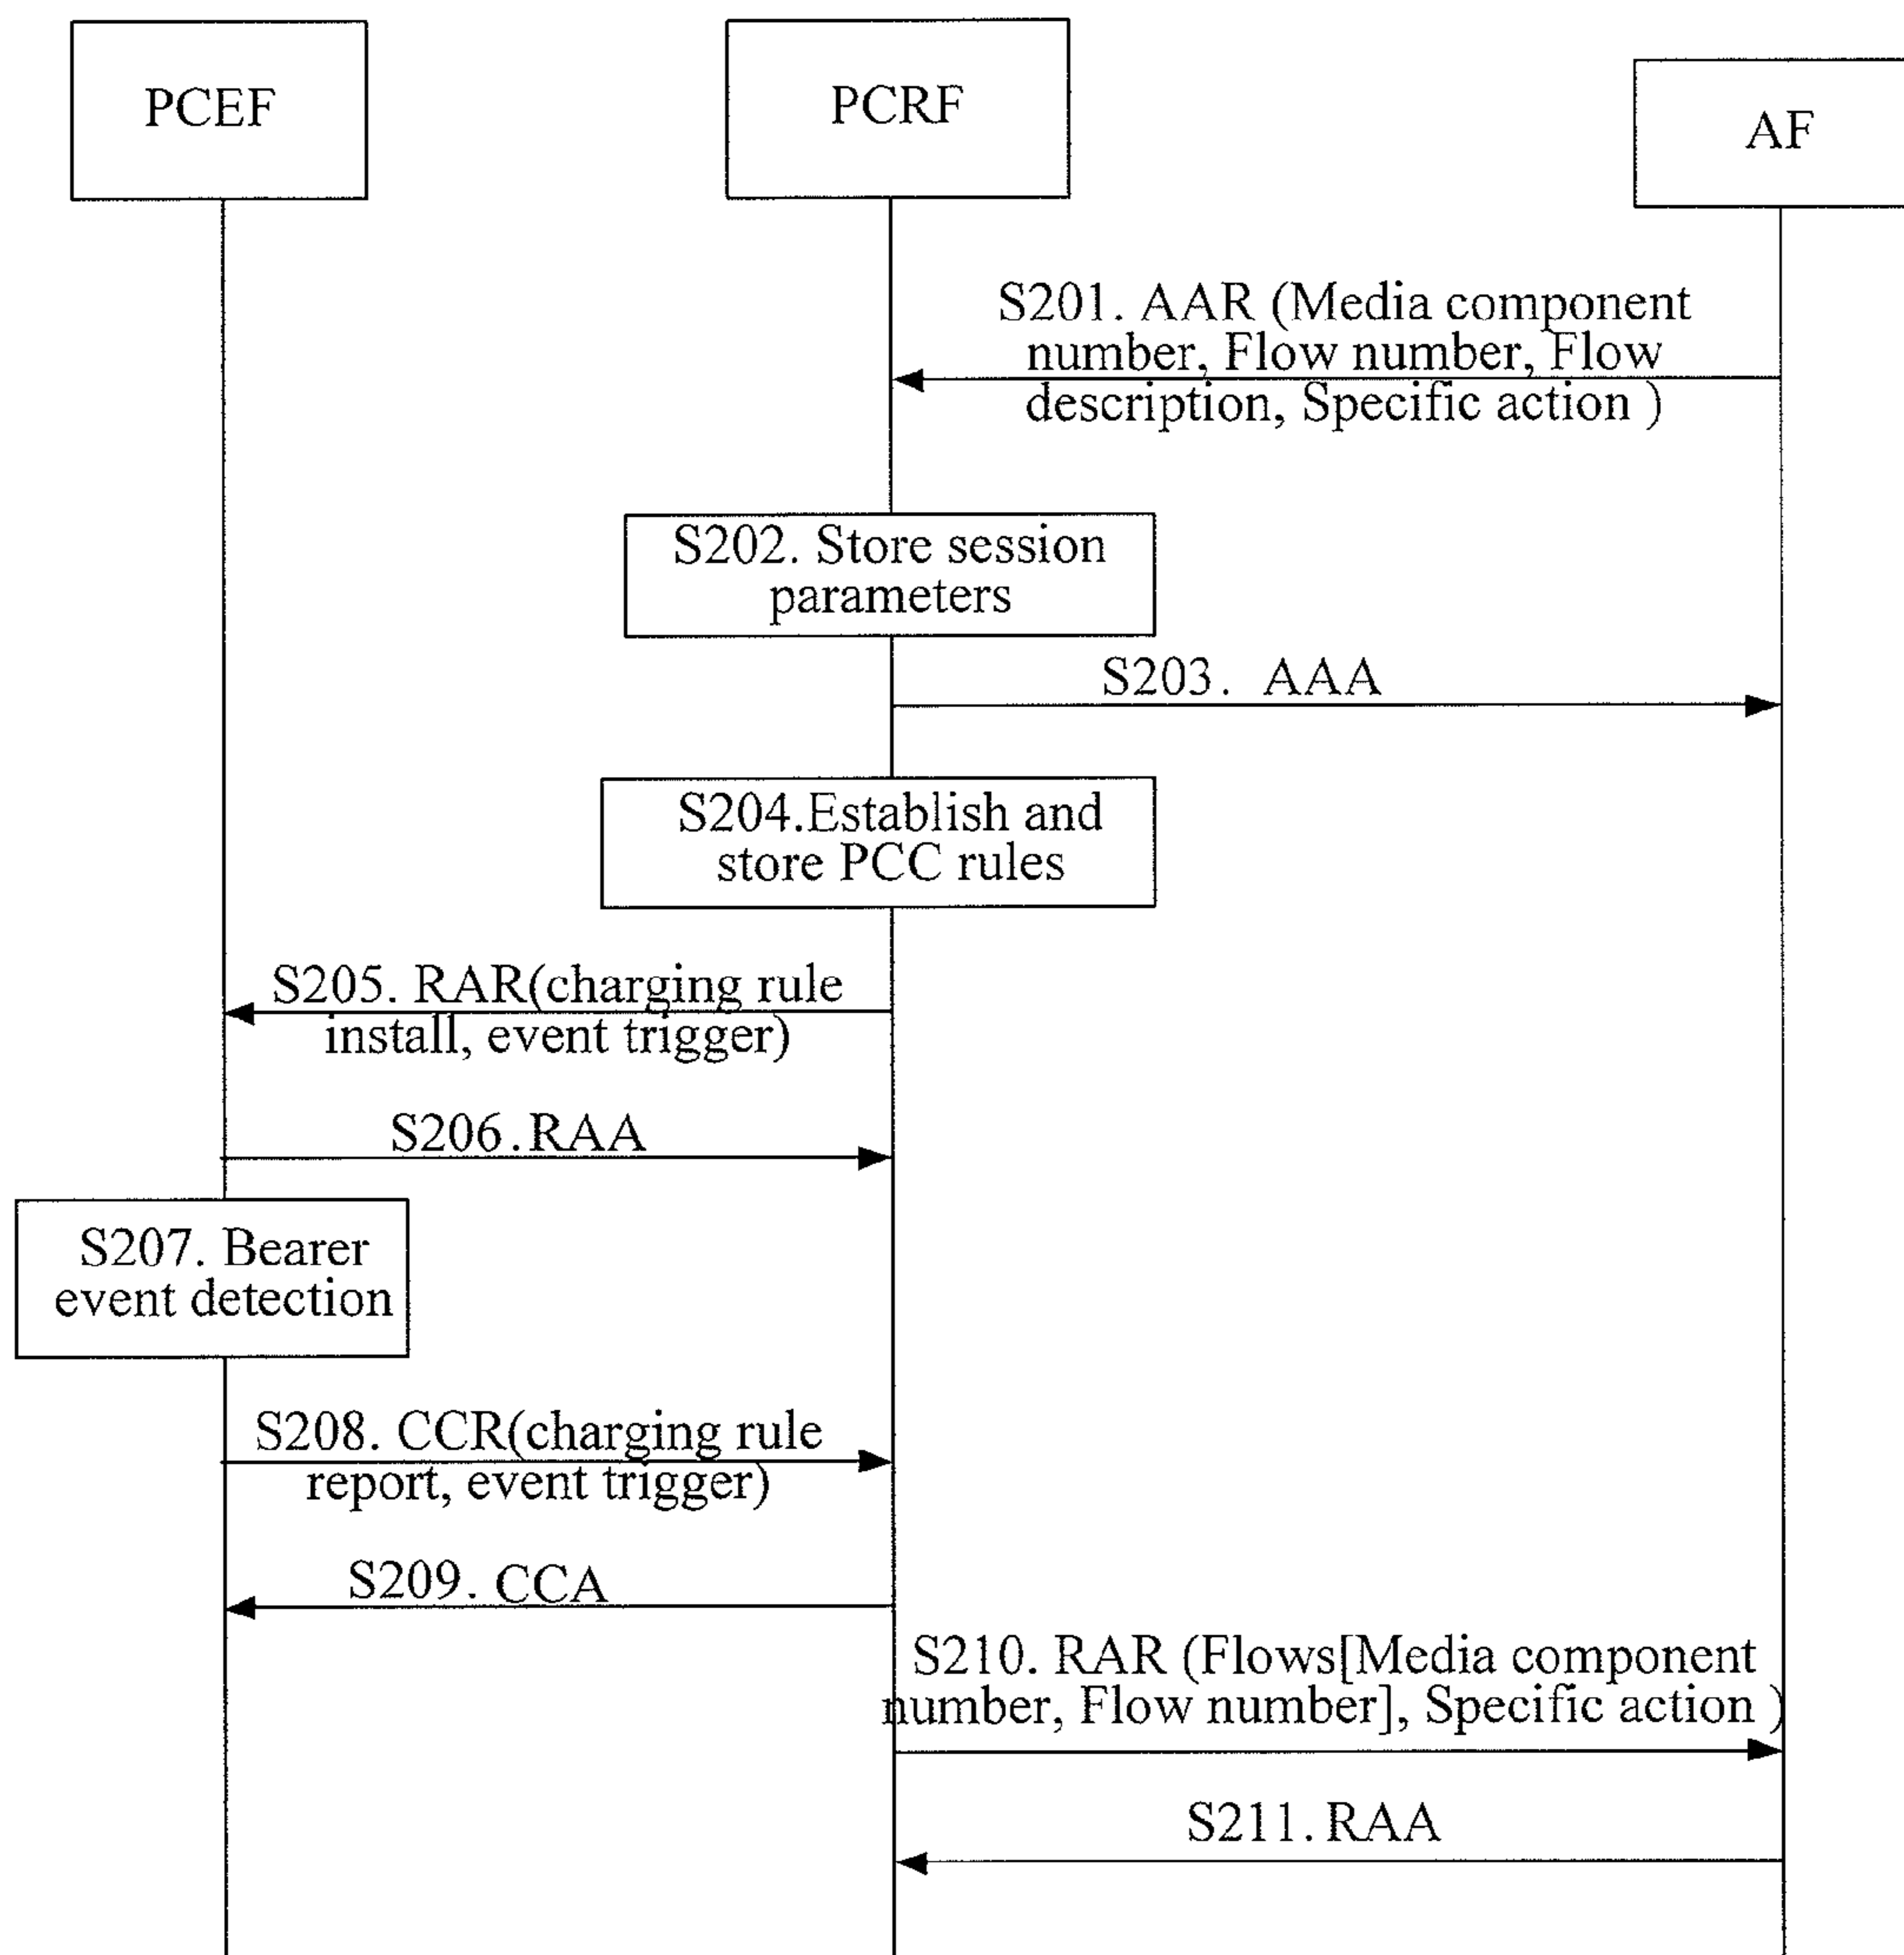 PCEF
PCRF
AF
S201. AAR (Media component
number, Flow number, Flow
description, Specific action )
S202. Store session
parameters
S203. AAA
S204.Establish and
store PCC rules
S205. RAR(charging rule
install, event trigger)
S206.RAA
S207. Bearer
event detection
S208. CCR(charging rule
report, event trigger)
S209. CCA
S210. RAR (Flows[Media component
number, Flow number], Specific action )
S211. RAA